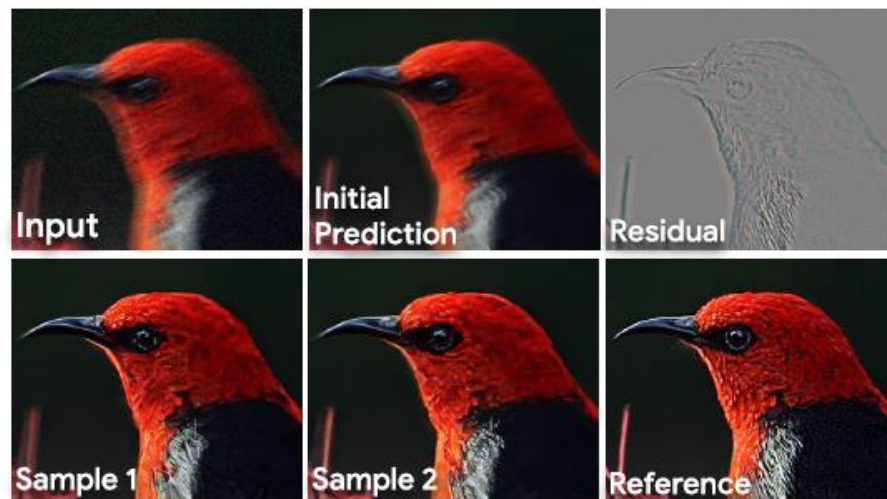 Input
Initial
Prediction
Residual
Sample 1
Sample 2
Reference